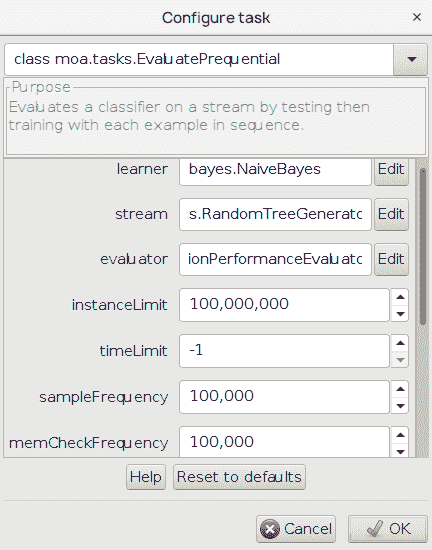 Configure task
class moa.tasks.EvaluatePrequential
Purpose
Evaluates a classifier on a stream by testing then
training with each example in sequence.
learner bayes.NaiveBayes Edit
stream s.RandomTreeGenerato Edit
evaluator ionPerformanceEvaluato Edit
instanceLimit 100,000,000
timeLimit -1
sampleFrequency 100,000
memCheckFrequency 100,000
Help Reset to defaults
Cancel OK